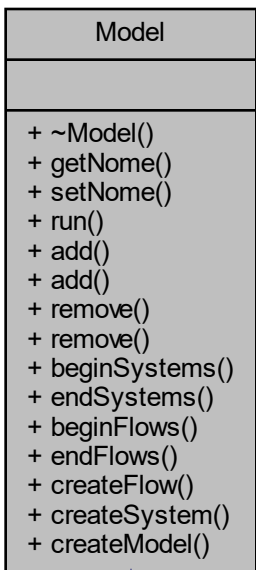 Model
+ ~Model()
+ getNome()
+ setNome()
+ run()
+ add()
+ add()
+ remove()
+ remove()
+ beginSystems()
+ endSystems()
+ beginFlows()
+ endFlows()
+ createFlow()
+ createSystem()
+ createModel()